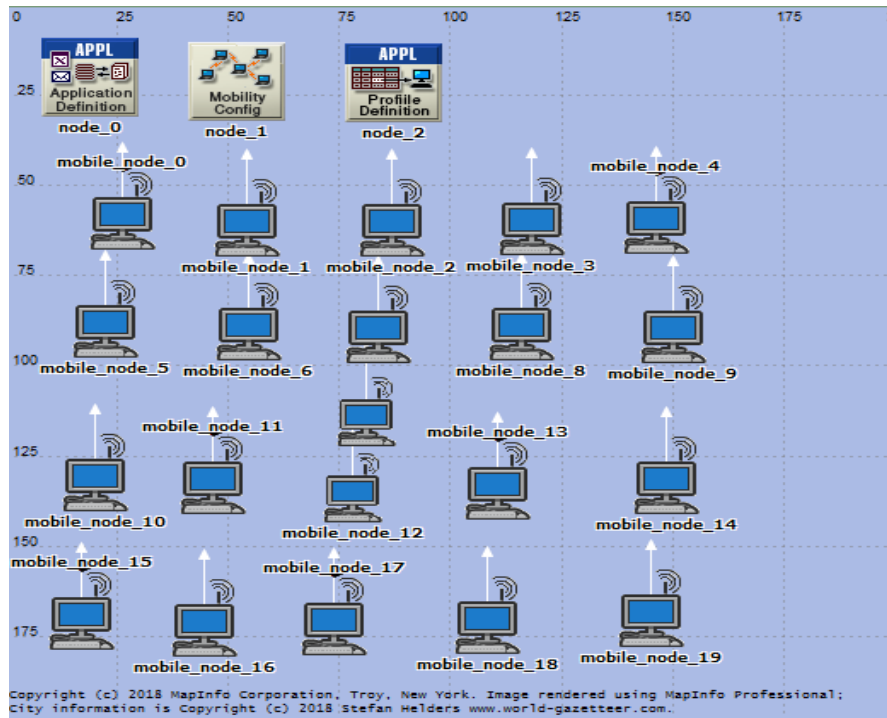 0 25 50 75 100 125 150 175
APPL
Application
Definition
node_0
Mobility
Config
node_1
APPL
Profiile
Definition
node_2
25
mobile_node_0
mobile_node_4
50
mobile_node_1
mobile_node_2
mobile_node_3
75
mobile_node_5
mobile_node_6
mobile_node_8
mobile_node_9
100
mobile_node_11
mobile_node_13
125
mobile_node_10
mobile_node_12
mobile_node_14
150
mobile_node_15
mobile_node_17
175
mobile_node_16
mobile_node_18
mobile_node_19
Copyright (c) 2018 MapInfo Corporation, Troy, New York. Image rendered using MapInfo Professional;
City information is Copyright (c) 2018 Stefan Helders www.world-gazetteer.com.